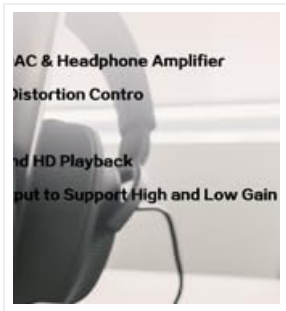 AC & Headphone Amplifier
Distortion Contro
nd HD Playback
put to Support High and Low Gain